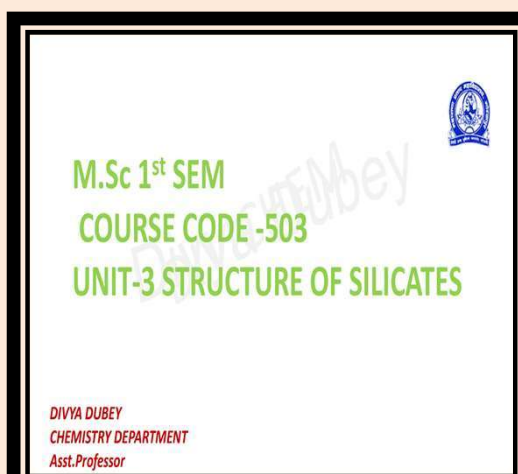 M.Sc 1st SEM
COURSE CODE -503
UNIT-3 STRUCTURE OF SILICATES
DIVYA DUBEY
CHEMISTRY DEPARTMENT
Asst.Professor